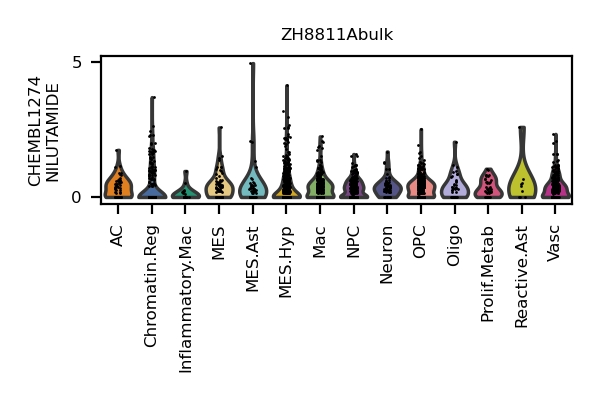 ZH8811Abulk
CHEMBL1274
NILUTAMIDE
5
0
AC
Chromatin.Reg
Inflammatory.Mac
MES
MES.Ast
MES.Hyp
Mac
NPC
Neuron
OPC
Oligo
Prolif.Metab
Reactive.Ast
Vasc